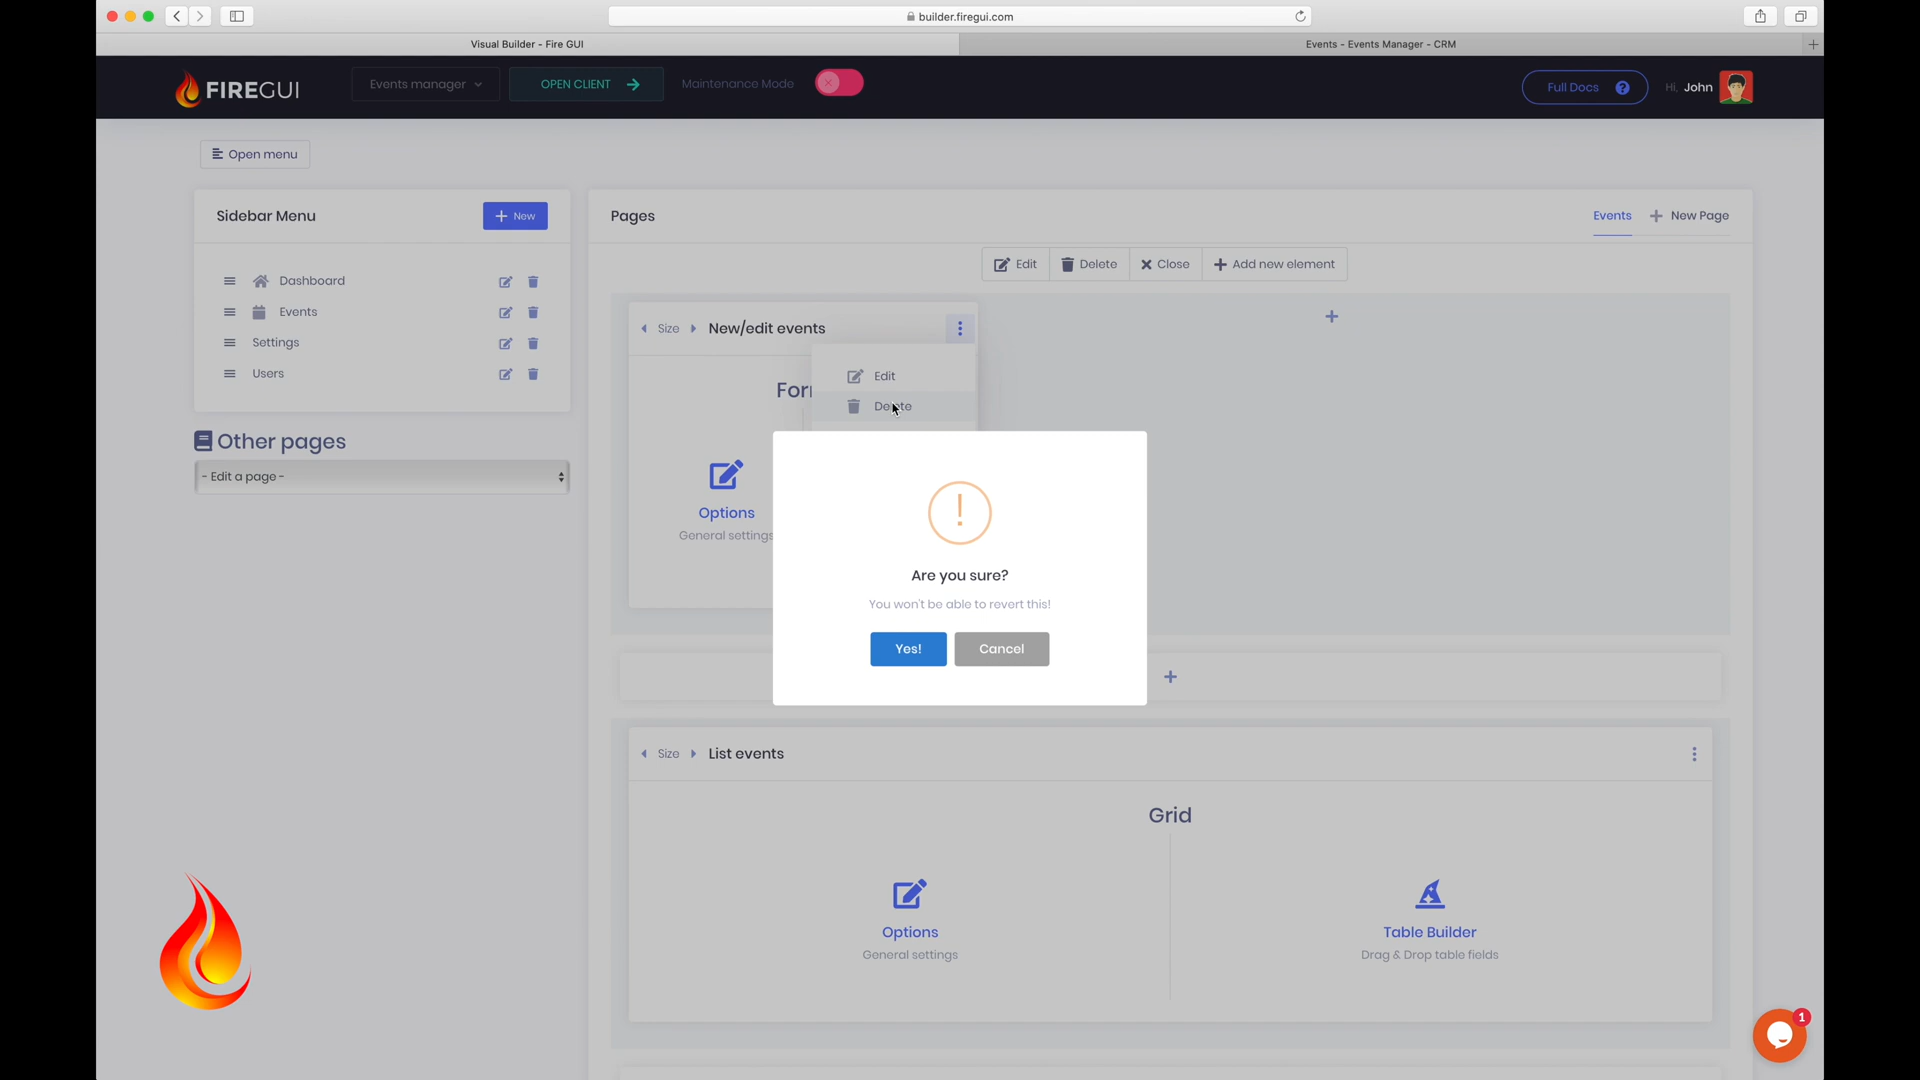 builder.firegui.com
Visual Builder - Fire GUI
Events - Events Manager - CRM
FIREGUI
Events manager
OPEN CLIENT
Maintenance Mode
Full Docs
Hi, John
Open menu
Sidebar Menu
New
Pages
Events
New Page
Edit
Delete
Close
Add new element
Dashboard
Events
Settings
Users
Size
New/edit events
Edit
Delete
Other pages
- Edit a page -
Options
General settings
Are you sure?
You won't be able to revert this!
Yes!
Cancel
Size
List events
Grid
Options
General settings
Table Builder
Drag & Drop table fields
1